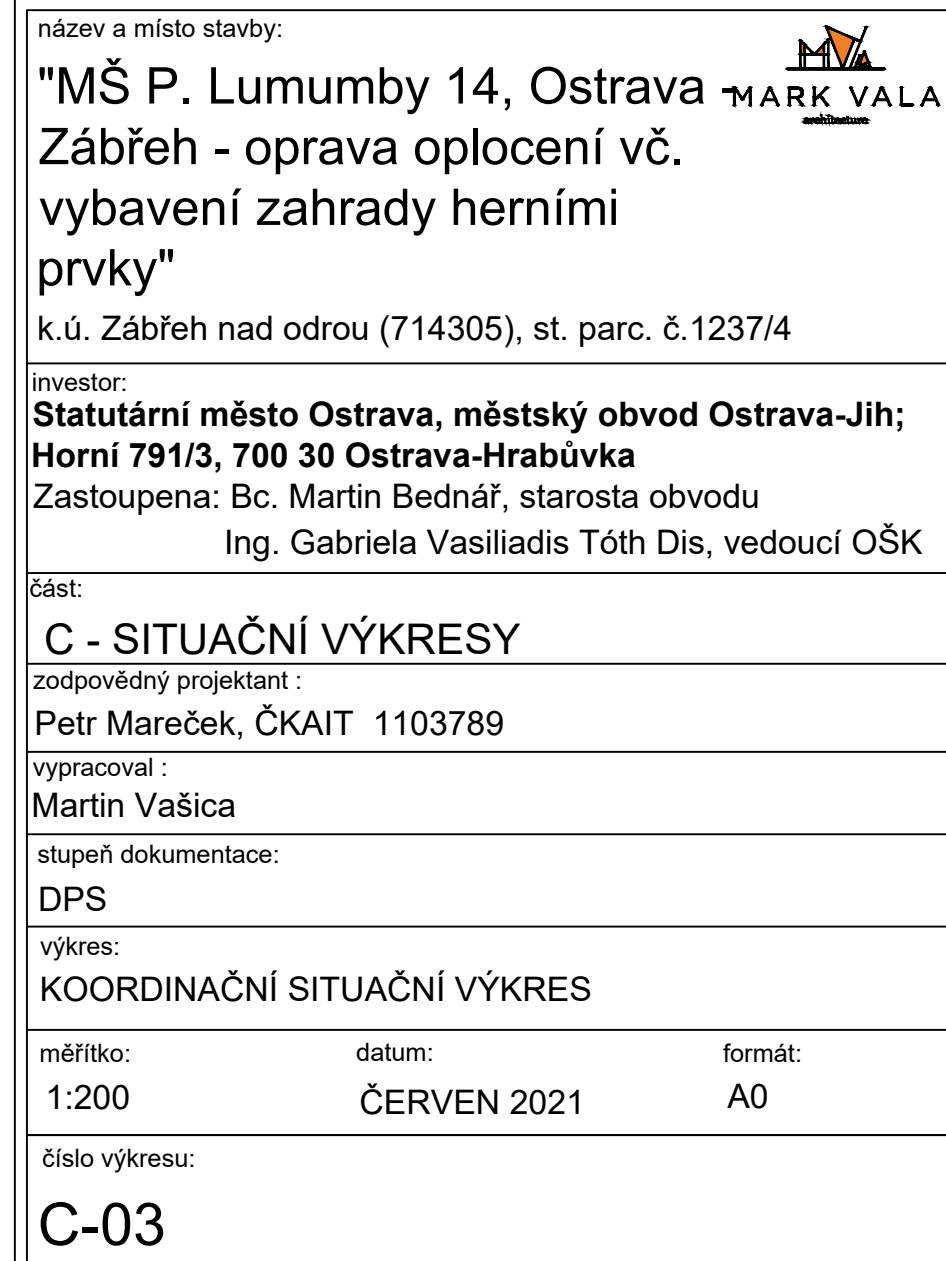 název a místo stavby:
"MŠ P. Lumumby 14, Ostrava -
MARK VALA
architecture
Zábřeh - oprava oplocení vč.
vybavení zahrady herními
prvky"
k.ú. Zábřeh nad odrou (714305), st. parc. č.1237/4
investor:
Statutární město Ostrava, městský obvod Ostrava-Jih;
Horní 791/3, 700 30 Ostrava-Hrabůvka
Zastoupena: Bc. Martin Bednář, starosta obvodu
Ing. Gabriela Vasiliadis Tóth Dis, vedoucí OŠK
část:
C - SITUAČNÍ VÝKRESY
zodpovědný projektant :
Petr Mareček, ČKAIT 1103789
vypracoval :
Martin Vašica
stupeň dokumentace:
DPS
výkres:
KOORDINAČNÍ SITUAČNÍ VÝKRES
měřítko: datum: formát:
1:200 ČERVEN 2021 A0
číslo výkresu:
C-03